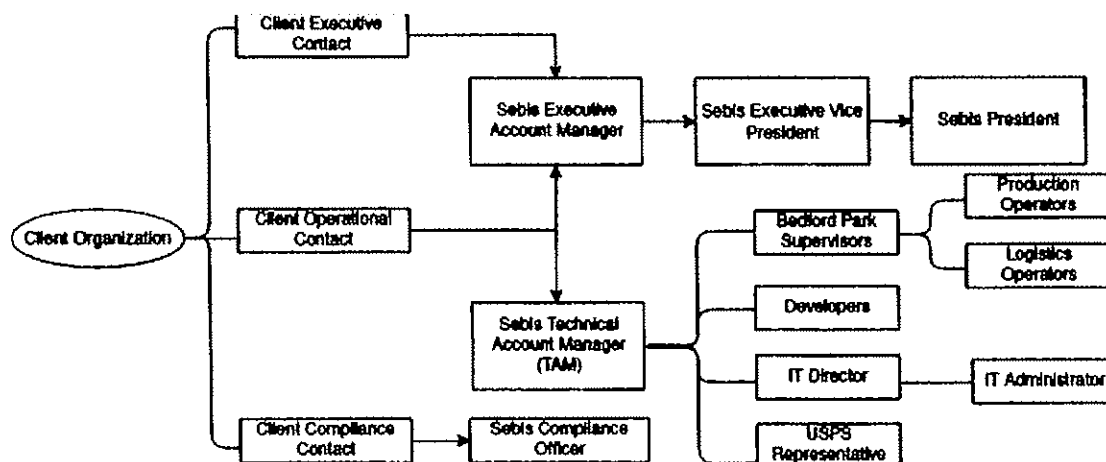 Client Executive
Contact
Sebis Executive
Account Manager
Sebis Executive Vice
President
Sebis President
Production
Operators
Client Organization
Client Operational
Contact
Bedford Park
Supervisors
Logistics
Operators
Sebis Technical
Account Manager
(TAM)
Developers
IT Director
IT Administrator
Client Compliance
Contact
Sebis Compliance
Officer
USPS
Representative